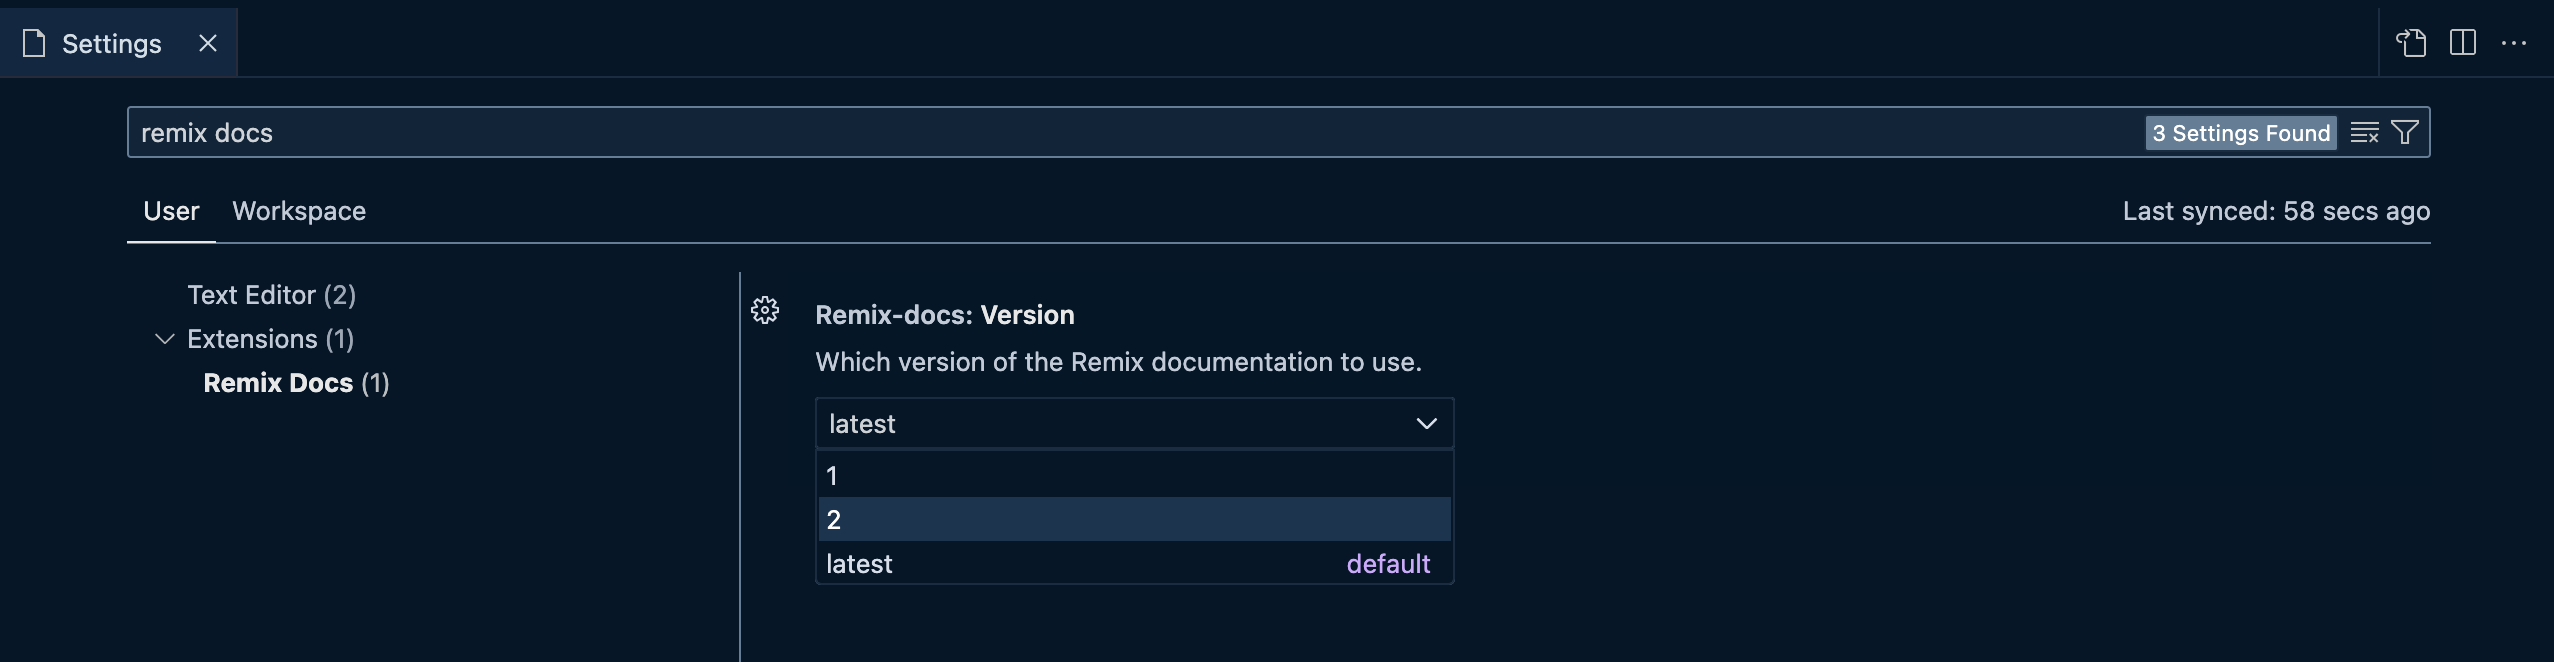 Settings
remix docs
3 Settings Found
User Workspace
Last synced: 58 secs ago
Text Editor (2)
Extensions (1)
Remix Docs (1)
Remix-docs: Version
Which version of the Remix documentation to use.
latest
1
2
latest default